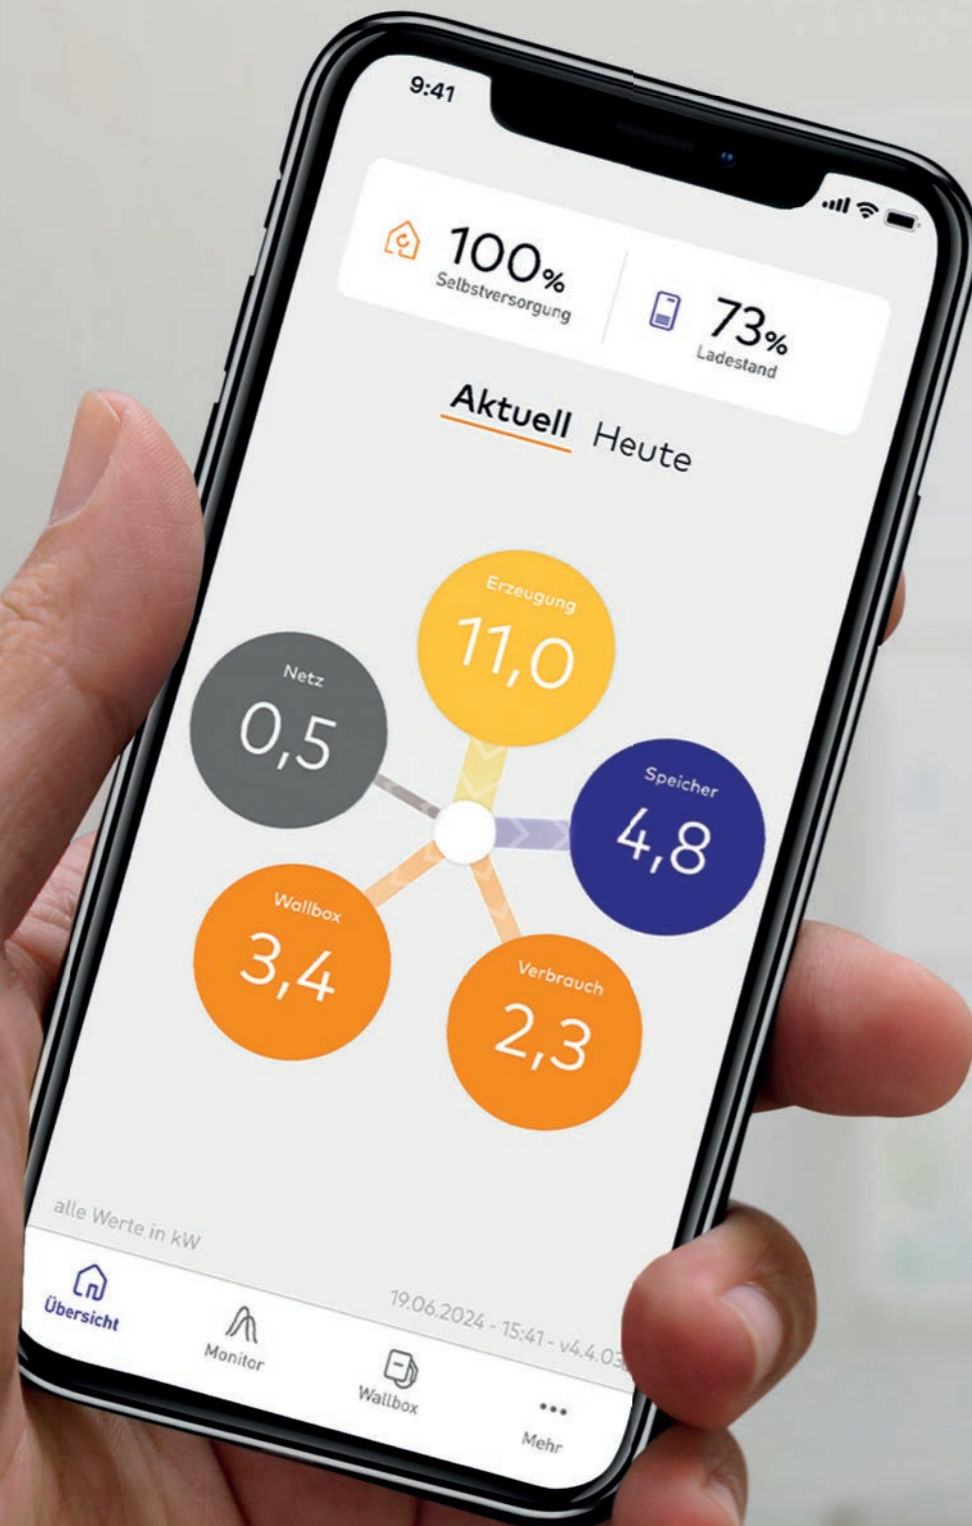 9:41
100%
Selbstversorgung
73%
Ladestand
Aktuell Heute
Erzeugung
11,0
Netz
0,5
Speicher
4,8
Wallbox
3,4
Verbrauch
2,3
alle Werte in kW
19.06.2024 - 15:41 - v4.4.03
Übersicht
Monitor
Wallbox
Mehr